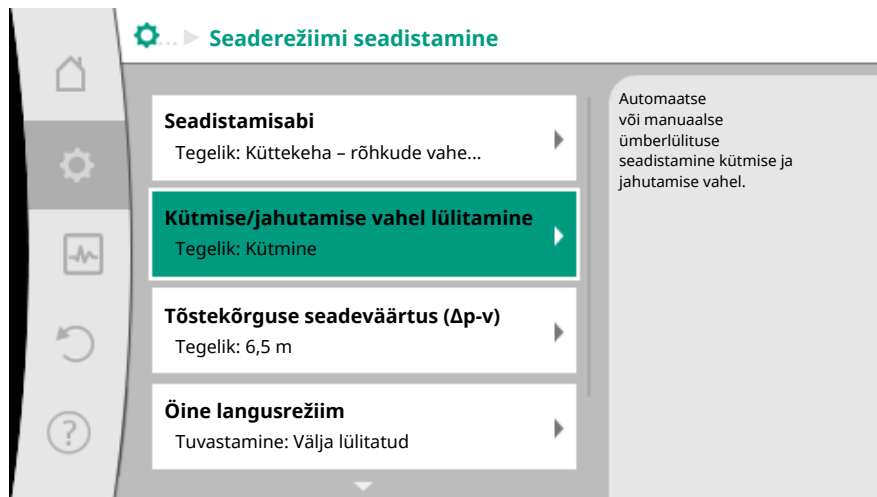 ... Seaderežiimi seadistamine
Seadistamisabi
Tegelik: Küttekeha – rõhkude vahe...
Kütmise/jahutamise vahel lülitamine
Tegelik: Kütmine
Tõstekõrguse seadeväärtus (Δp-v)
Tegelik: 6,5 m
Öine langusrežiim
Tuvastamine: Välja lülitatud
Automaatse
või manuaalse
ümberlülituse
seadistamine kütmise ja
jahutamise vahel.
?